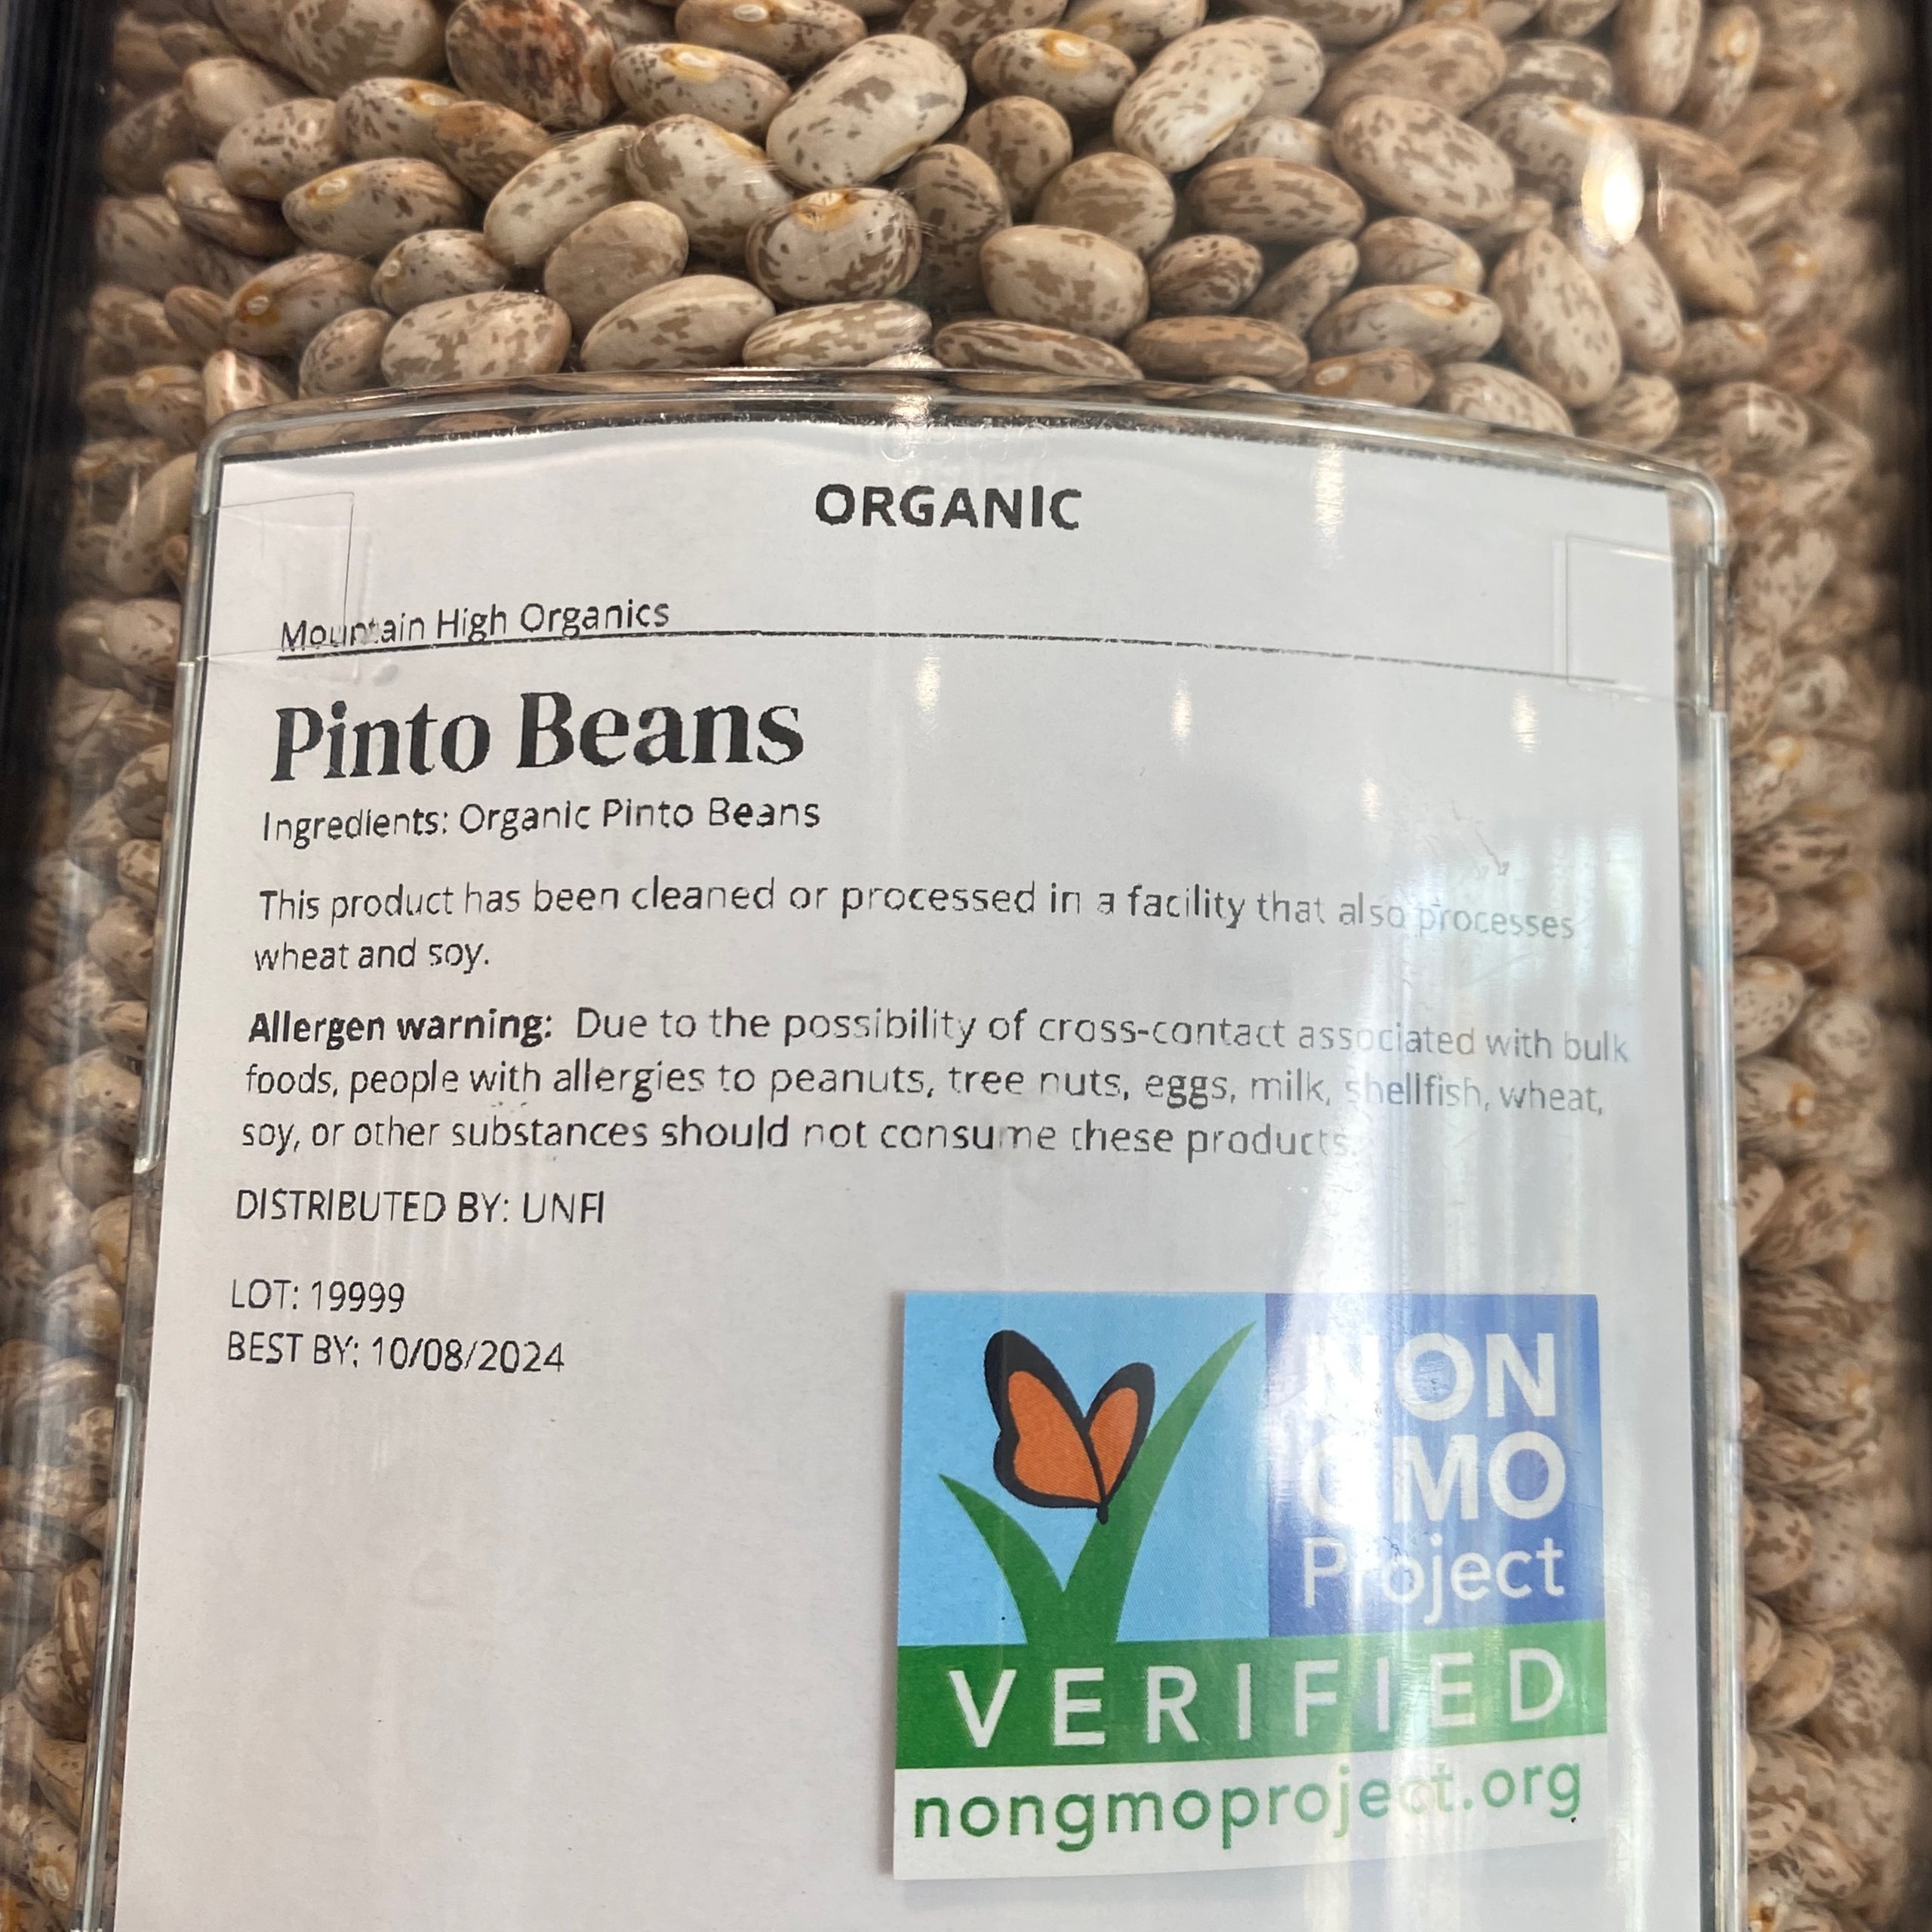 ORGANIC
Mountain High Organics
Pinto Beans
Ingredients: Organic Pinto Beans
This product has been cleaned or processed in a facility that also processes
wheat and soy.
Allergen warning: Due to the possibility of cross-contact associated with bulk
foods, people with allergies to peanuts, tree nuts, eggs, milk, shellfish, wheat,
soy, or other substances should not consume these products.
DISTRIBUTED BY: UNFI
LOT: 19999
BEST BY: 10/08/2024
NON
GMO
Project
VERIFIED
nongmoproject.org